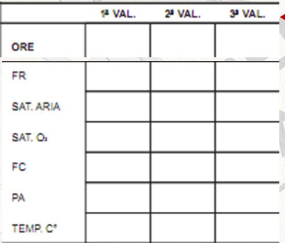 1ª VAL. 2ª VAL. 3ª VAL.
ORE
FR
SAT. ARIA
SAT. O₂
FC
PA
TEMP. C°